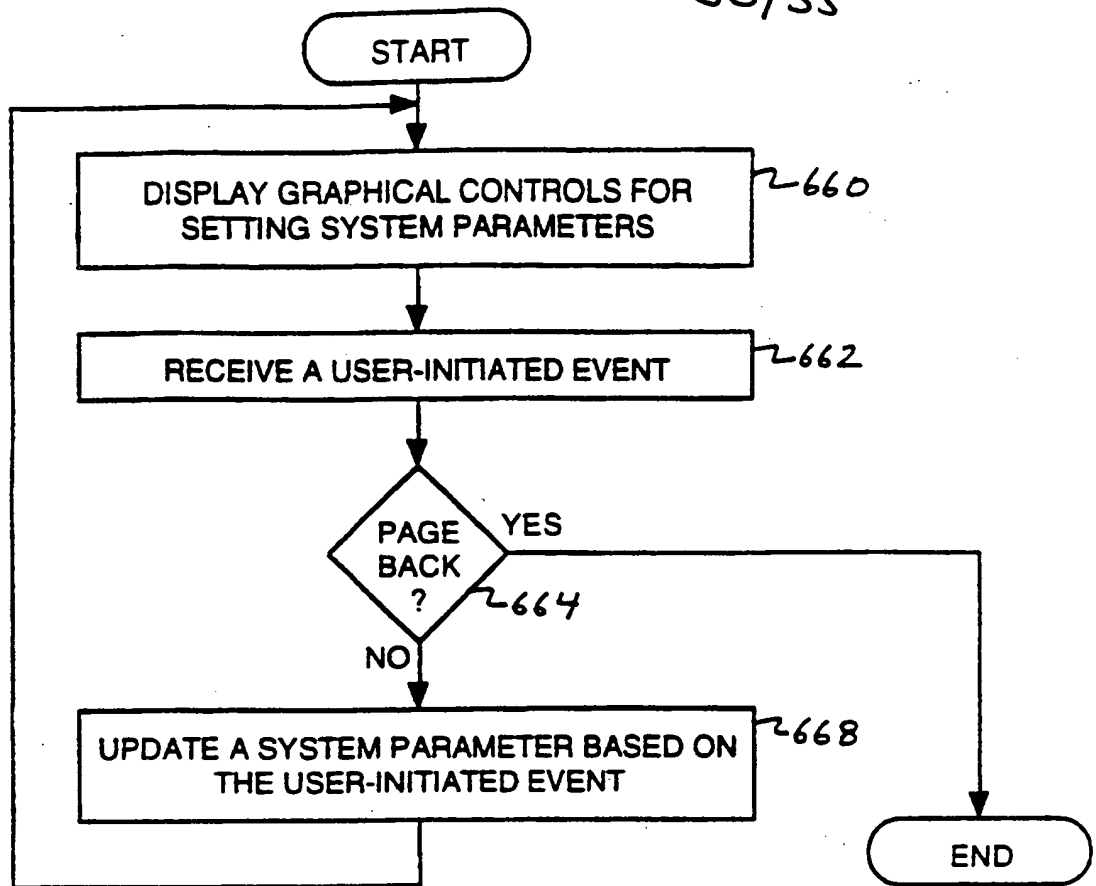 START
DISPLAY GRAPHICAL CONTROLS FOR
SETTING SYSTEM PARAMETERS
660
RECEIVE A USER-INITIATED EVENT
662
PAGE
BACK
?
YES
664
NO
UPDATE A SYSTEM PARAMETER BASED ON
THE USER-INITIATED EVENT
668
END